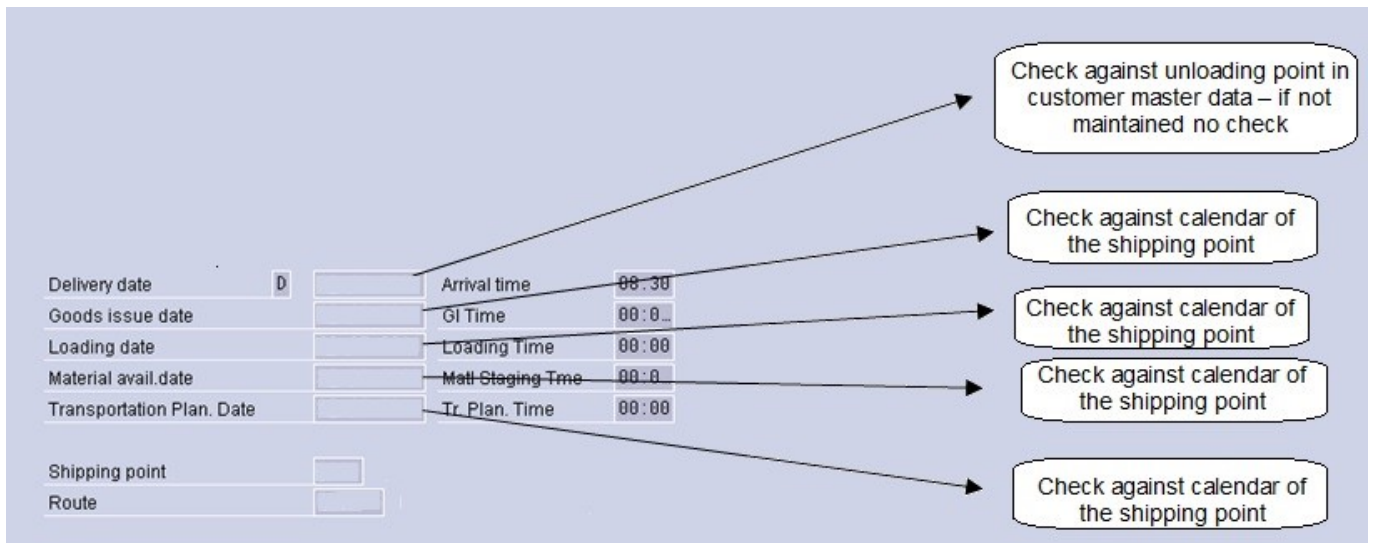 Check against unloading point in
customer master data – if not
maintained no check
Check against calendar of
the shipping point
Delivery date D Arrival time 08:30
Goods issue date GI Time 00:0…
Check against calendar of
the shipping point
Loading date Loading Time 00:00
Check against calendar of
the shipping point
Material avail.date Matl Staging Tme 00:0
Transportation Plan. Date Tr. Plan. Time 00:00
Shipping point
Check against calendar of
the shipping point
Route